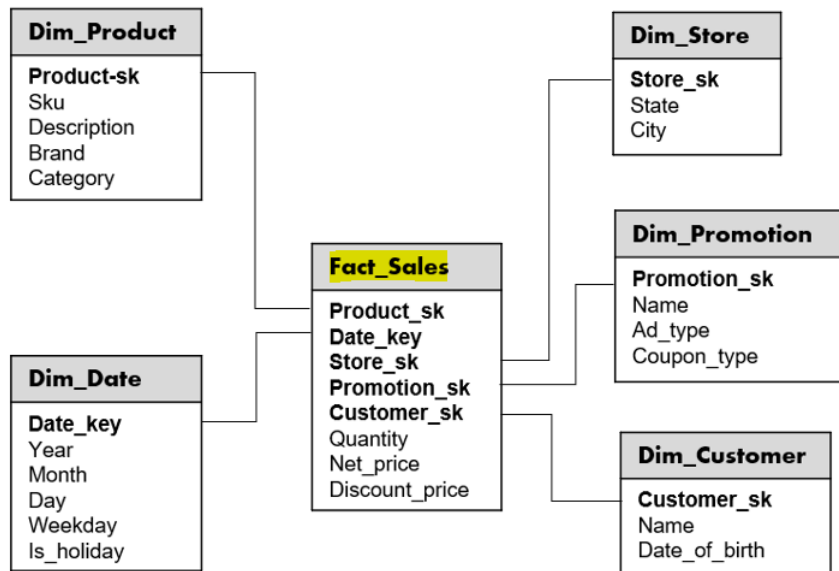 Dim_Product
Product-sk
Sku
Description
Brand
Category
Dim_Store
Store_sk
State
City
Fact_Sales
Product_sk
Date_key
Store_sk
Promotion_sk
Customer_sk
Quantity
Net_price
Discount_price
Dim_Promotion
Promotion_sk
Name
Ad_type
Coupon_type
Dim_Date
Date_key
Year
Month
Day
Weekday
Is_holiday
Dim_Customer
Customer_sk
Name
Date_of_birth